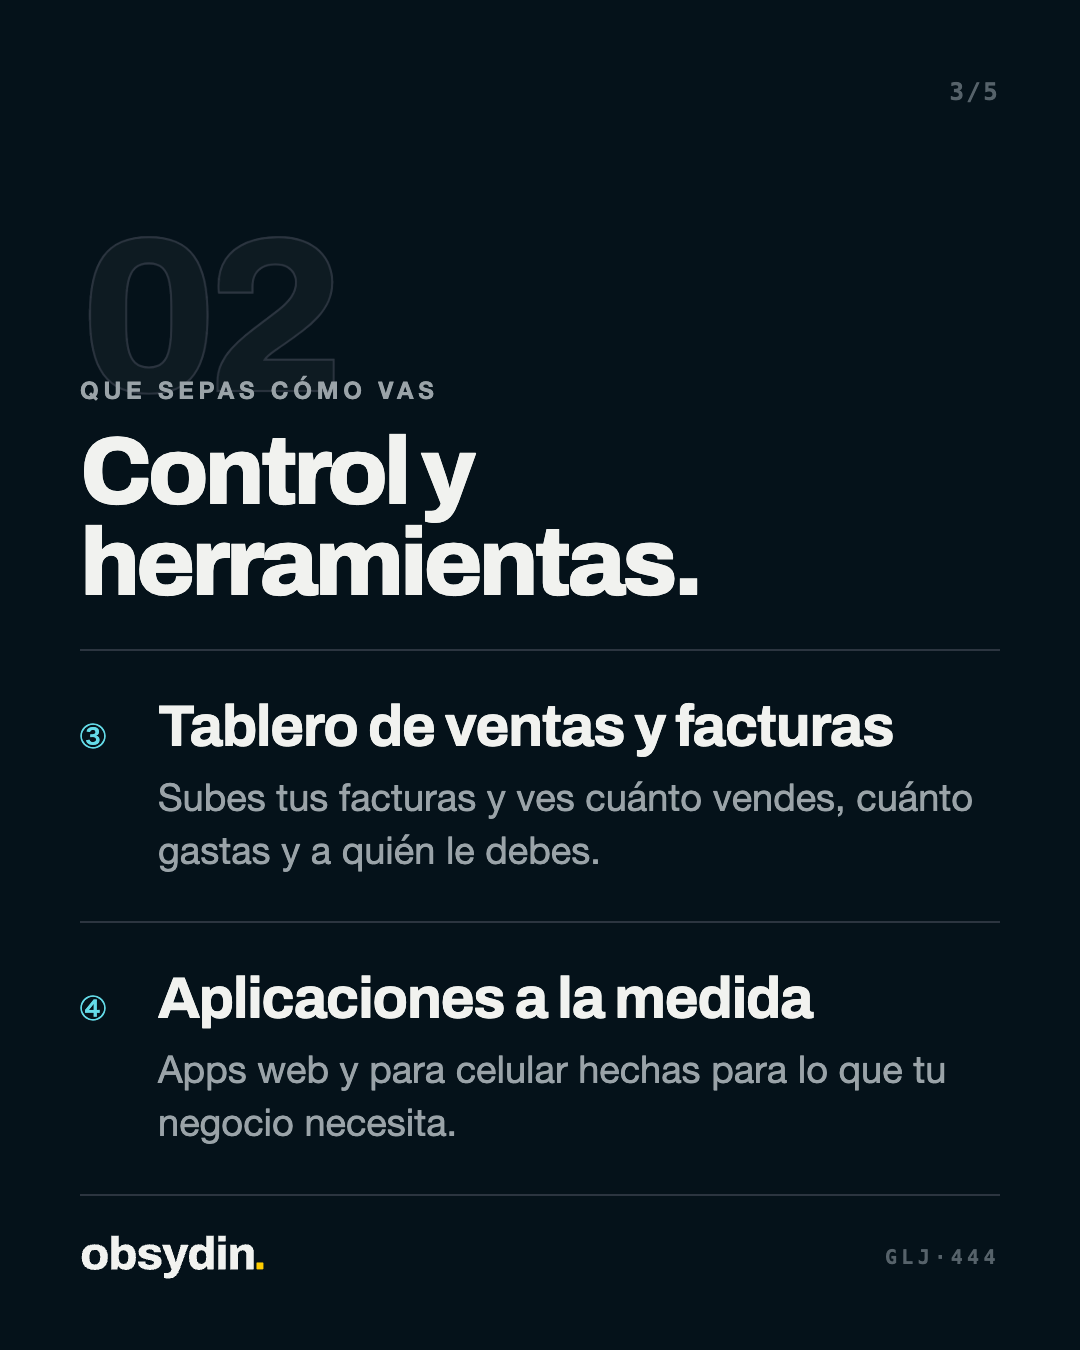 3/5
02
QUE SEPAS CÓMO VAS
Control y
herramientas.
③ Tablero de ventas y facturas
Subes tus facturas y ves cuánto vendes, cuánto
gastas y a quién le debes.
④ Aplicaciones a la medida
Apps web y para celular hechas para lo que tu
negocio necesita.
obsydin.
GLJ·444